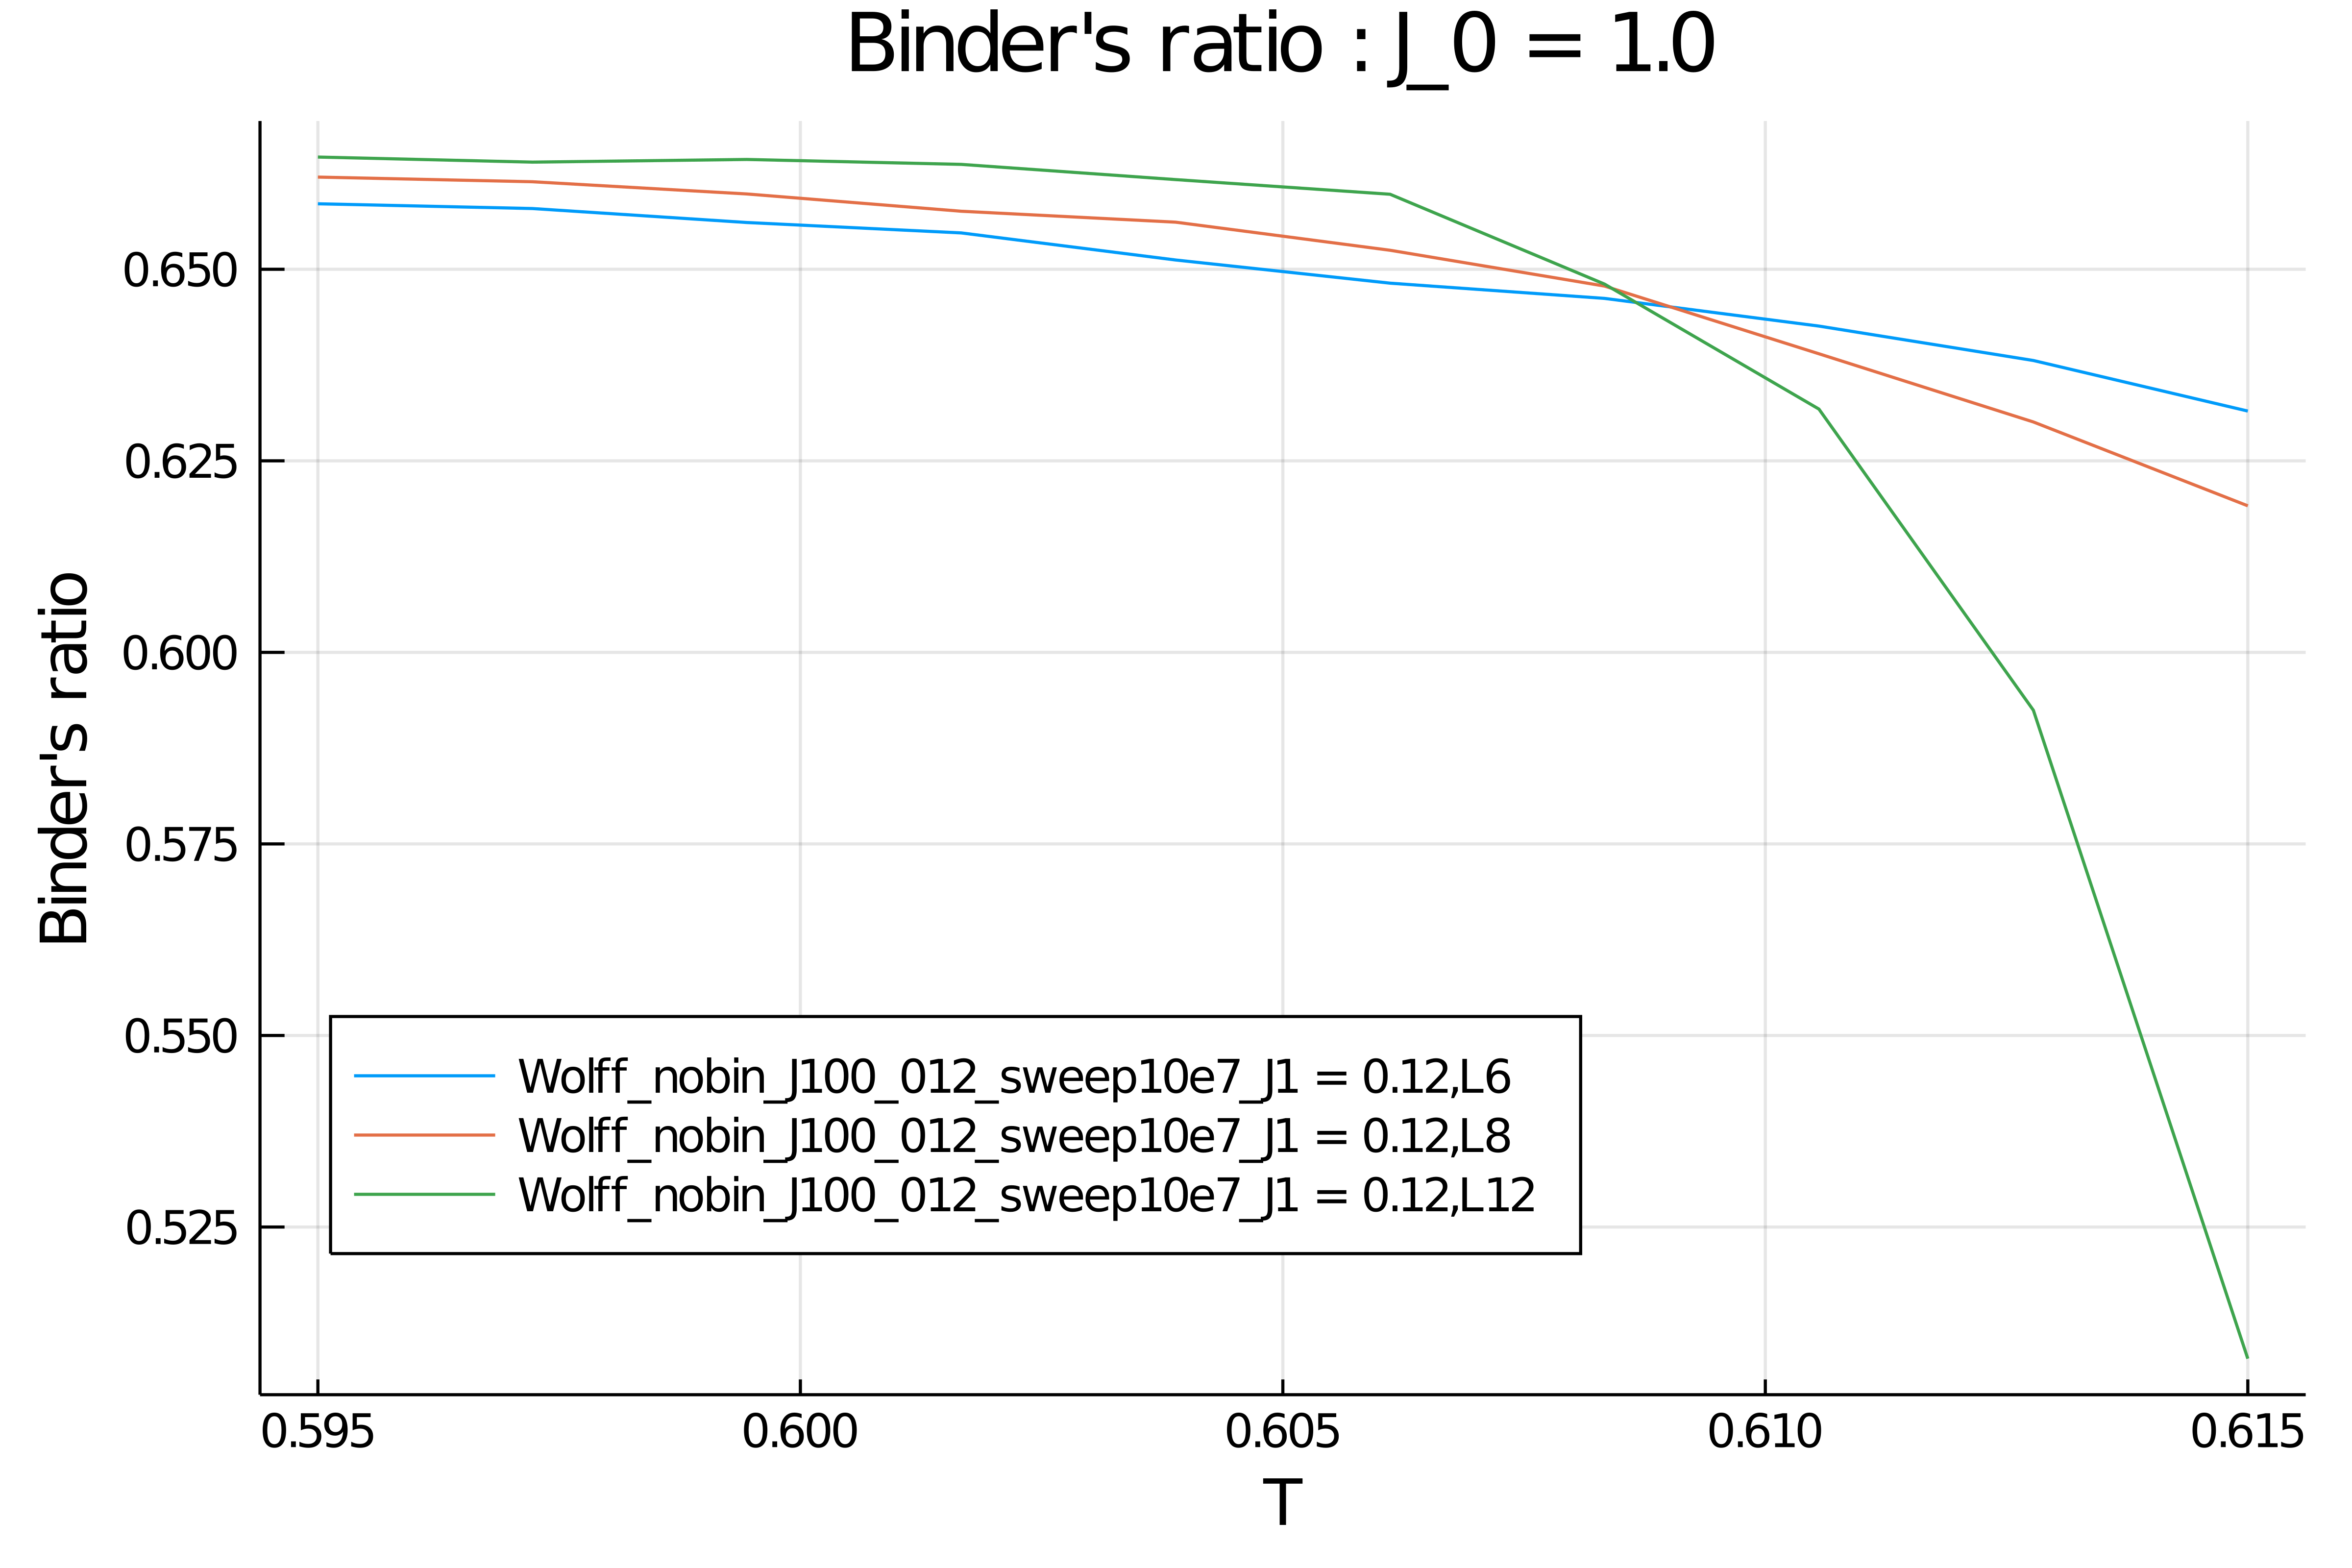 Binder's ratio : J_0 = 1.0
Binder's ratio
0.650
0.625
0.600
0.575
0.550
0.525
Wolff_nobin_J100_012_sweep10e7_J1 = 0.12,L6
Wolff_nobin_J100_012_sweep10e7_J1 = 0.12,L8
Wolff_nobin_J100_012_sweep10e7_J1 = 0.12,L12
0.595 0.600 0.605 0.610 0.615
T